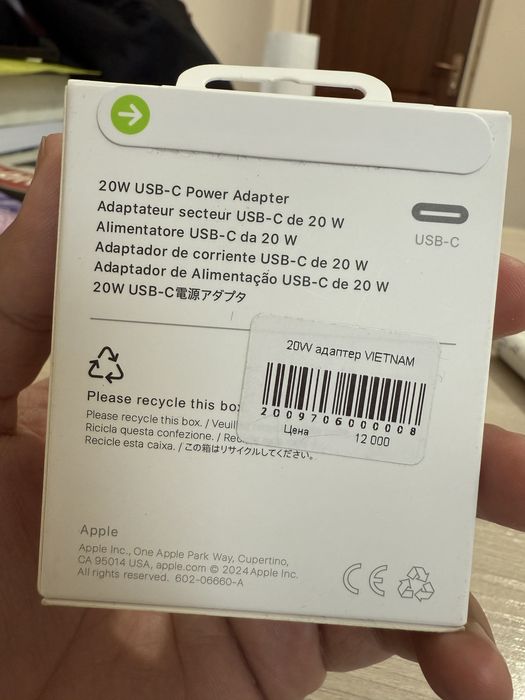 20W USB-C Power Adapter
Adaptateur secteur USB-C de 20 W
Alimentatore USB-C da 20 W
Adaptador de corriente USB-C de 20 W
Adaptador de Alimentação USB-C de 20 W
20W USB-C電源アダプタ
USB-C
20W адаптер VIETNAM
2009706000008
Цена 12 000
Please recycle this box
Please recycle this box. / Veuil
Ricicla questa confezione. / Rec
Recicle esta caixa. / この箱はリサイクルしてください。
Apple
Apple Inc., One Apple Park Way, Cupertino,
CA 95014 USA, apple.com © 2024 Apple Inc.
All rights reserved. 602-06660-A
CE